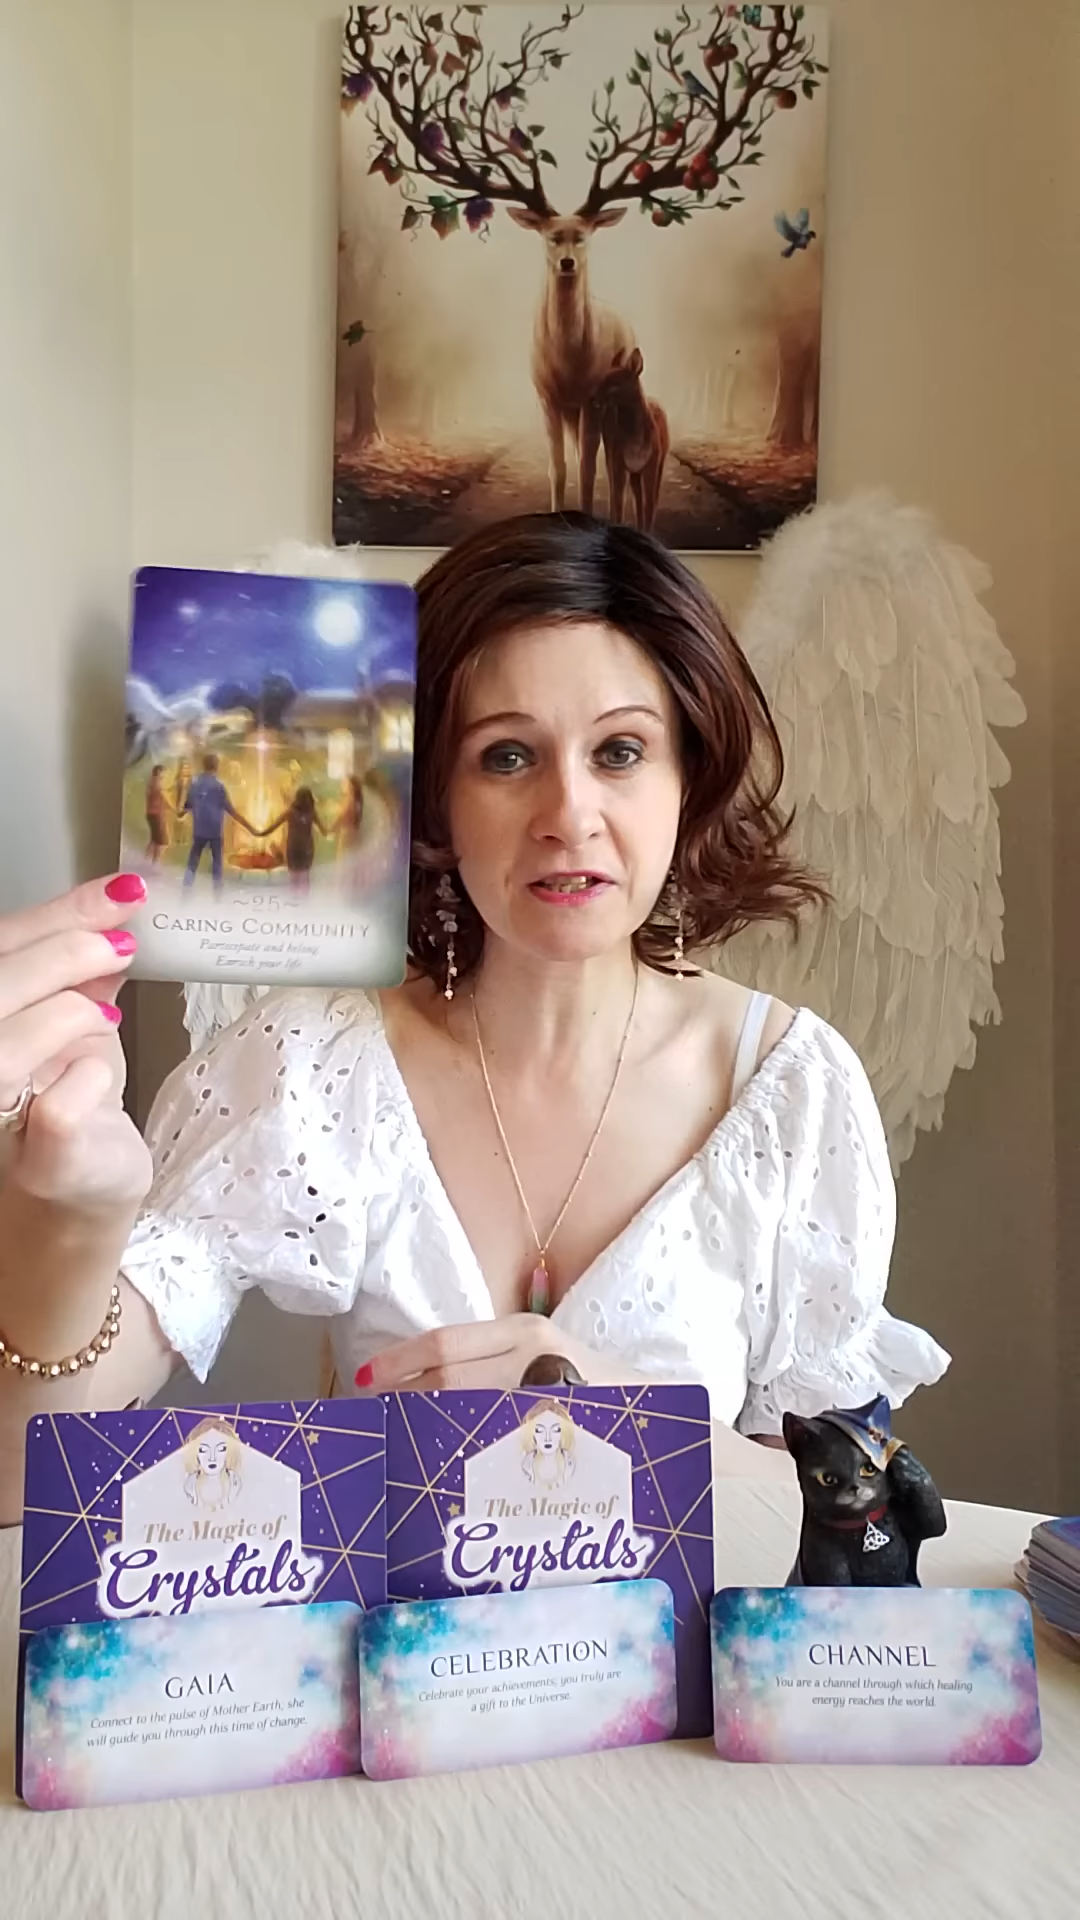 ~25~
CARING COMMUNITY
Participate and belong
Enrich your life
The Magic of
Crystals
The Magic of
Crystals
GAIA
Connect to the pulse of Mother Earth; she
will guide you through this time of change.
CELEBRATION
Celebrate your achievements; you truly are
a gift to the Universe.
CHANNEL
You are a channel through which healing
energy reaches the world.